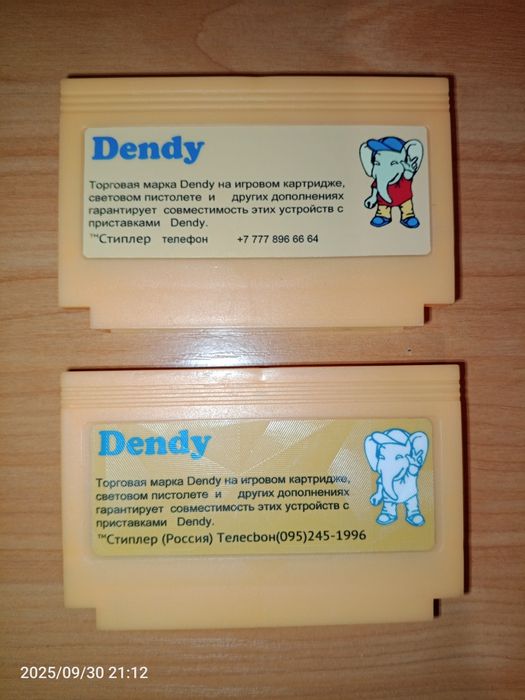 Dendy
Торговая марка Dendy на игровом картридже,
световом пистолете и других дополнениях
гарантирует совместимость этих устройств с
приставками Dendy.
™Стиплер телефон +7 777 896 66 64
Dendy
Торговая марка Dendy на игровом картридже,
световом пистолете и других дополнениях
гарантирует совместимость этих устройств с
приставками Dendy.
™Стиплер (Россия) Телесbон(095)245-1996
2025/09/30 21:12